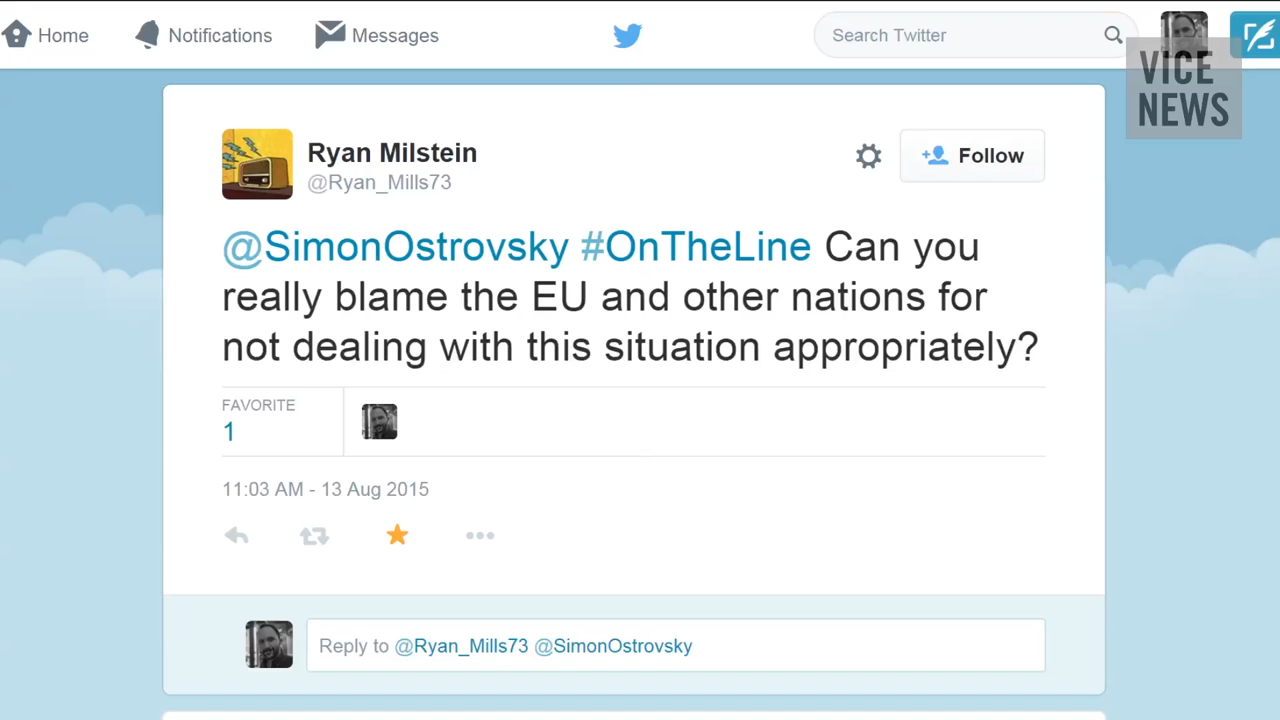 Home Notifications Messages Search Twitter
VICE
NEWS
Ryan Milstein
@Ryan_Mills73
Follow
@SimonOstrovsky #OnTheLine Can you
really blame the EU and other nations for
not dealing with this situation appropriately?
FAVORITE
1
11:03 AM - 13 Aug 2015
Reply to @Ryan_Mills73 @SimonOstrovsky